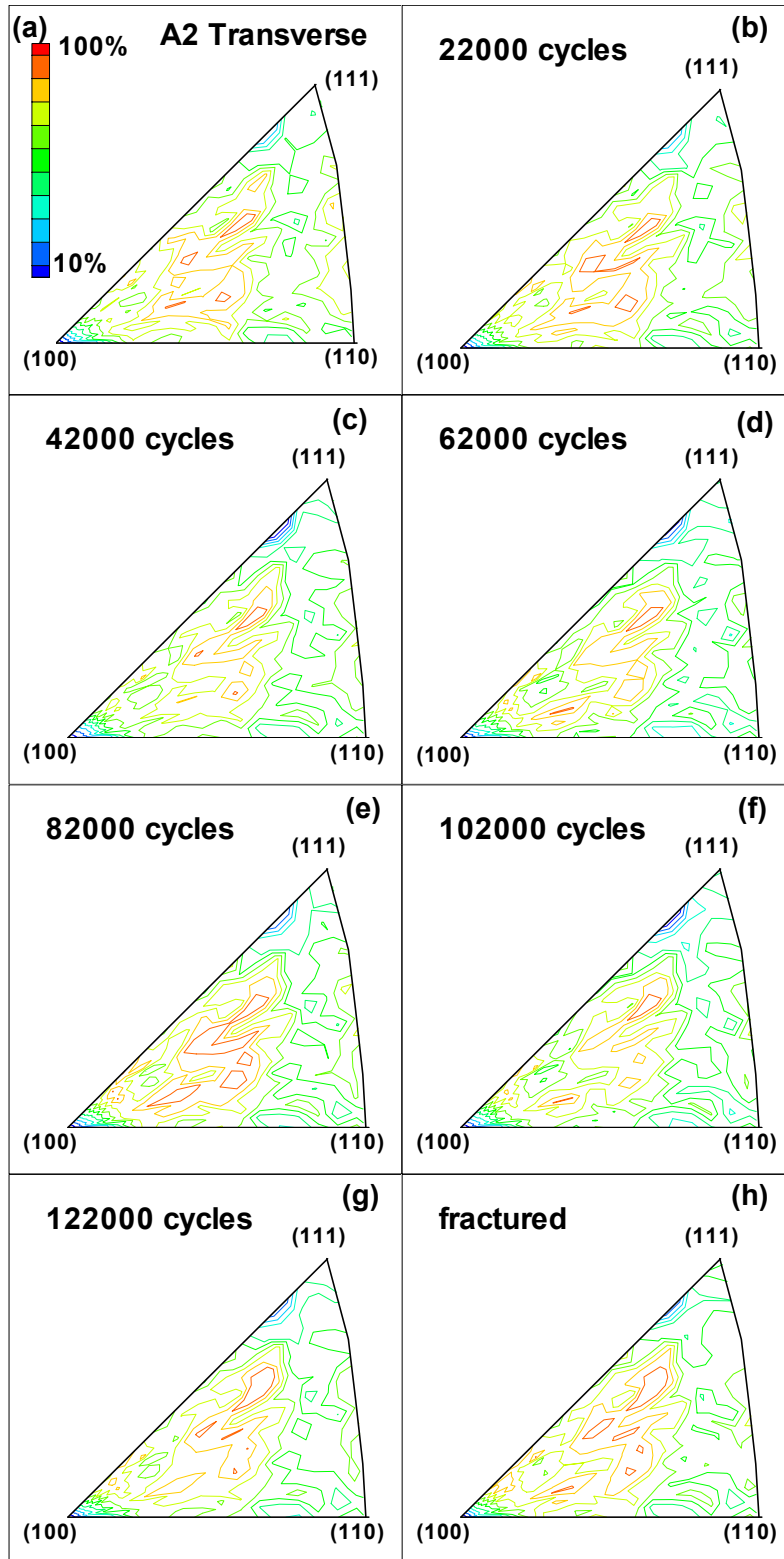 (a)
100%
A2 Transverse
(111)
10%
(100)
(110)
(b)
22000 cycles
(111)
(100)
(110)
(c)
42000 cycles
(111)
(100)
(110)
(d)
62000 cycles
(111)
(100)
(110)
(e)
82000 cycles
(111)
(100)
(110)
(f)
102000 cycles
(111)
(100)
(110)
(g)
122000 cycles
(111)
(100)
(110)
(h)
fractured
(111)
(100)
(110)